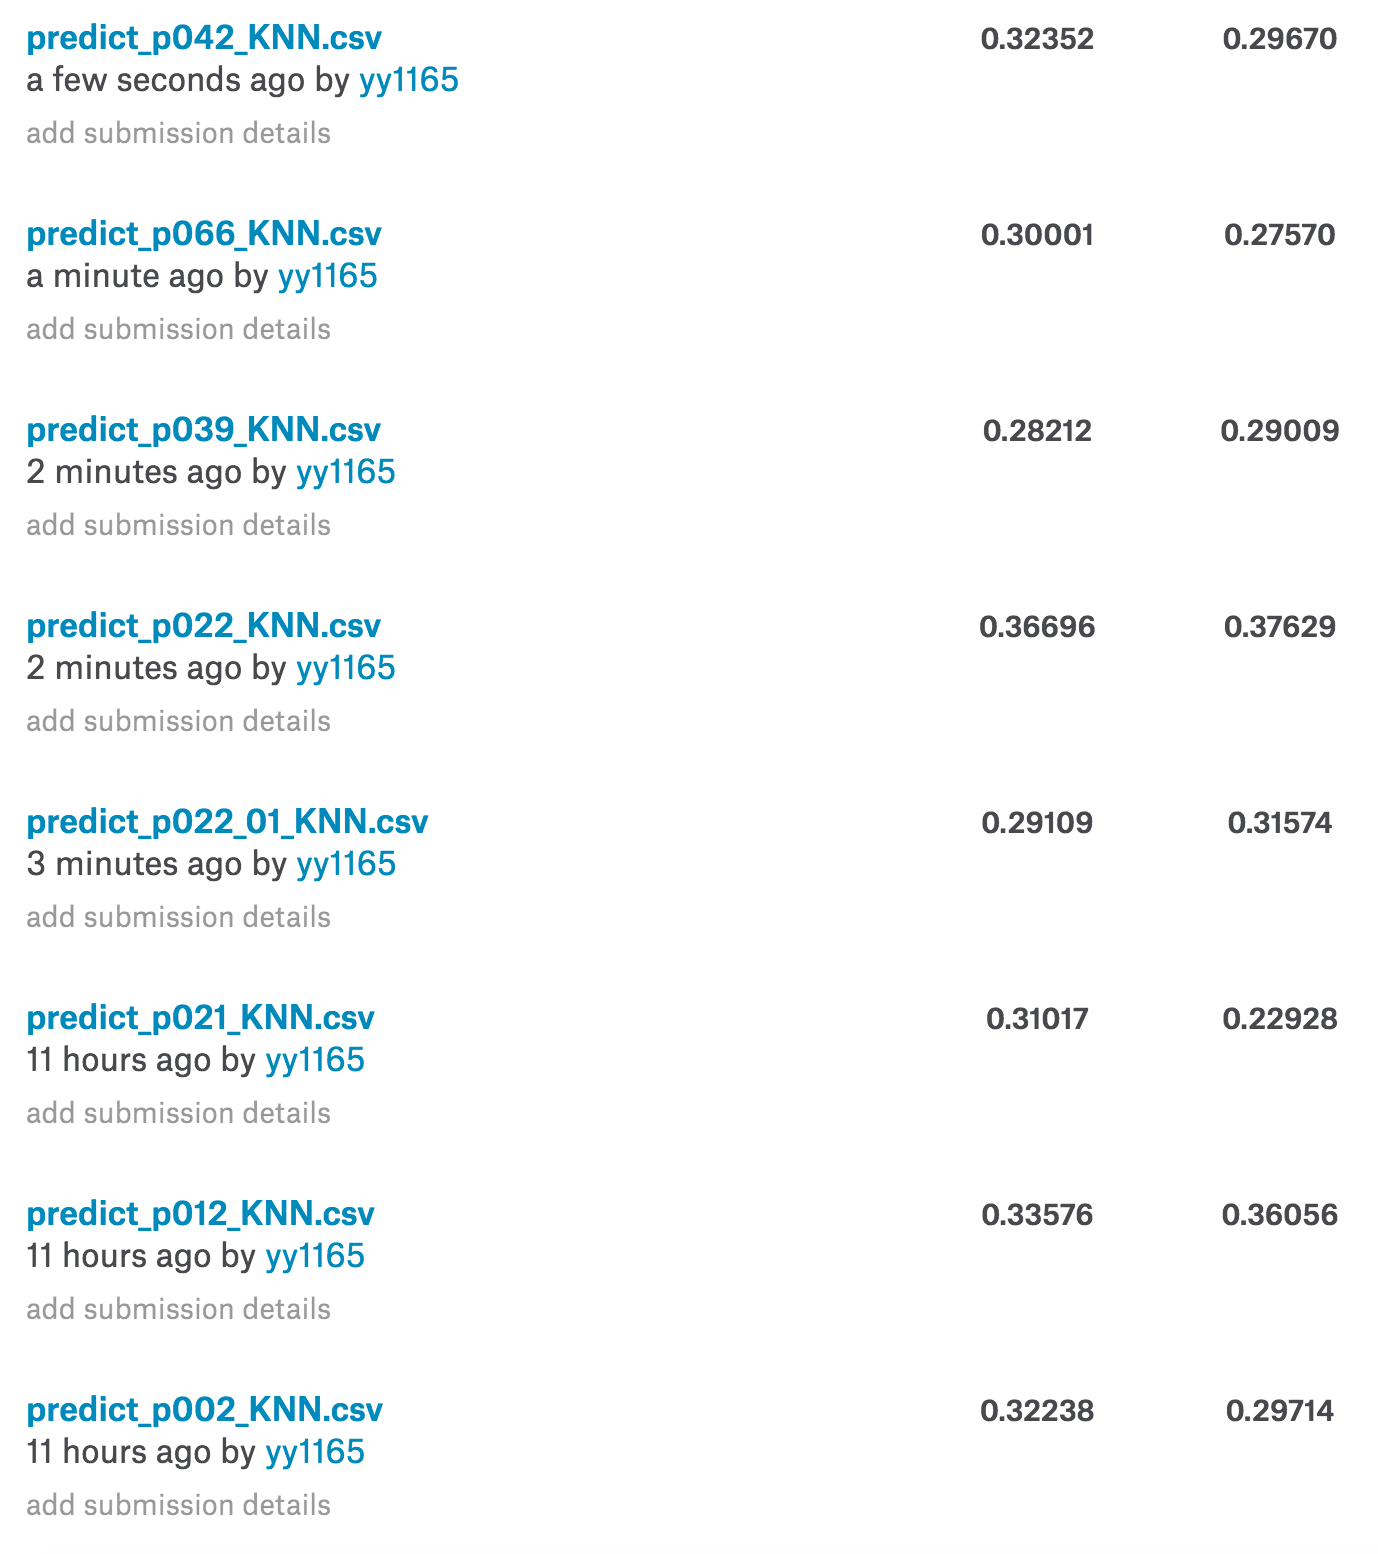 predict_p042_KNN.csv 0.32352 0.29670
a few seconds ago by yy1165
add submission details
predict_p066_KNN.csv 0.30001 0.27570
a minute ago by yy1165
add submission details
predict_p039_KNN.csv 0.28212 0.29009
2 minutes ago by yy1165
add submission details
predict_p022_KNN.csv 0.36696 0.37629
2 minutes ago by yy1165
add submission details
predict_p022_01_KNN.csv 0.29109 0.31574
3 minutes ago by yy1165
add submission details
predict_p021_KNN.csv 0.31017 0.22928
11 hours ago by yy1165
add submission details
predict_p012_KNN.csv 0.33576 0.36056
11 hours ago by yy1165
add submission details
predict_p002_KNN.csv 0.32238 0.29714
11 hours ago by yy1165
add submission details